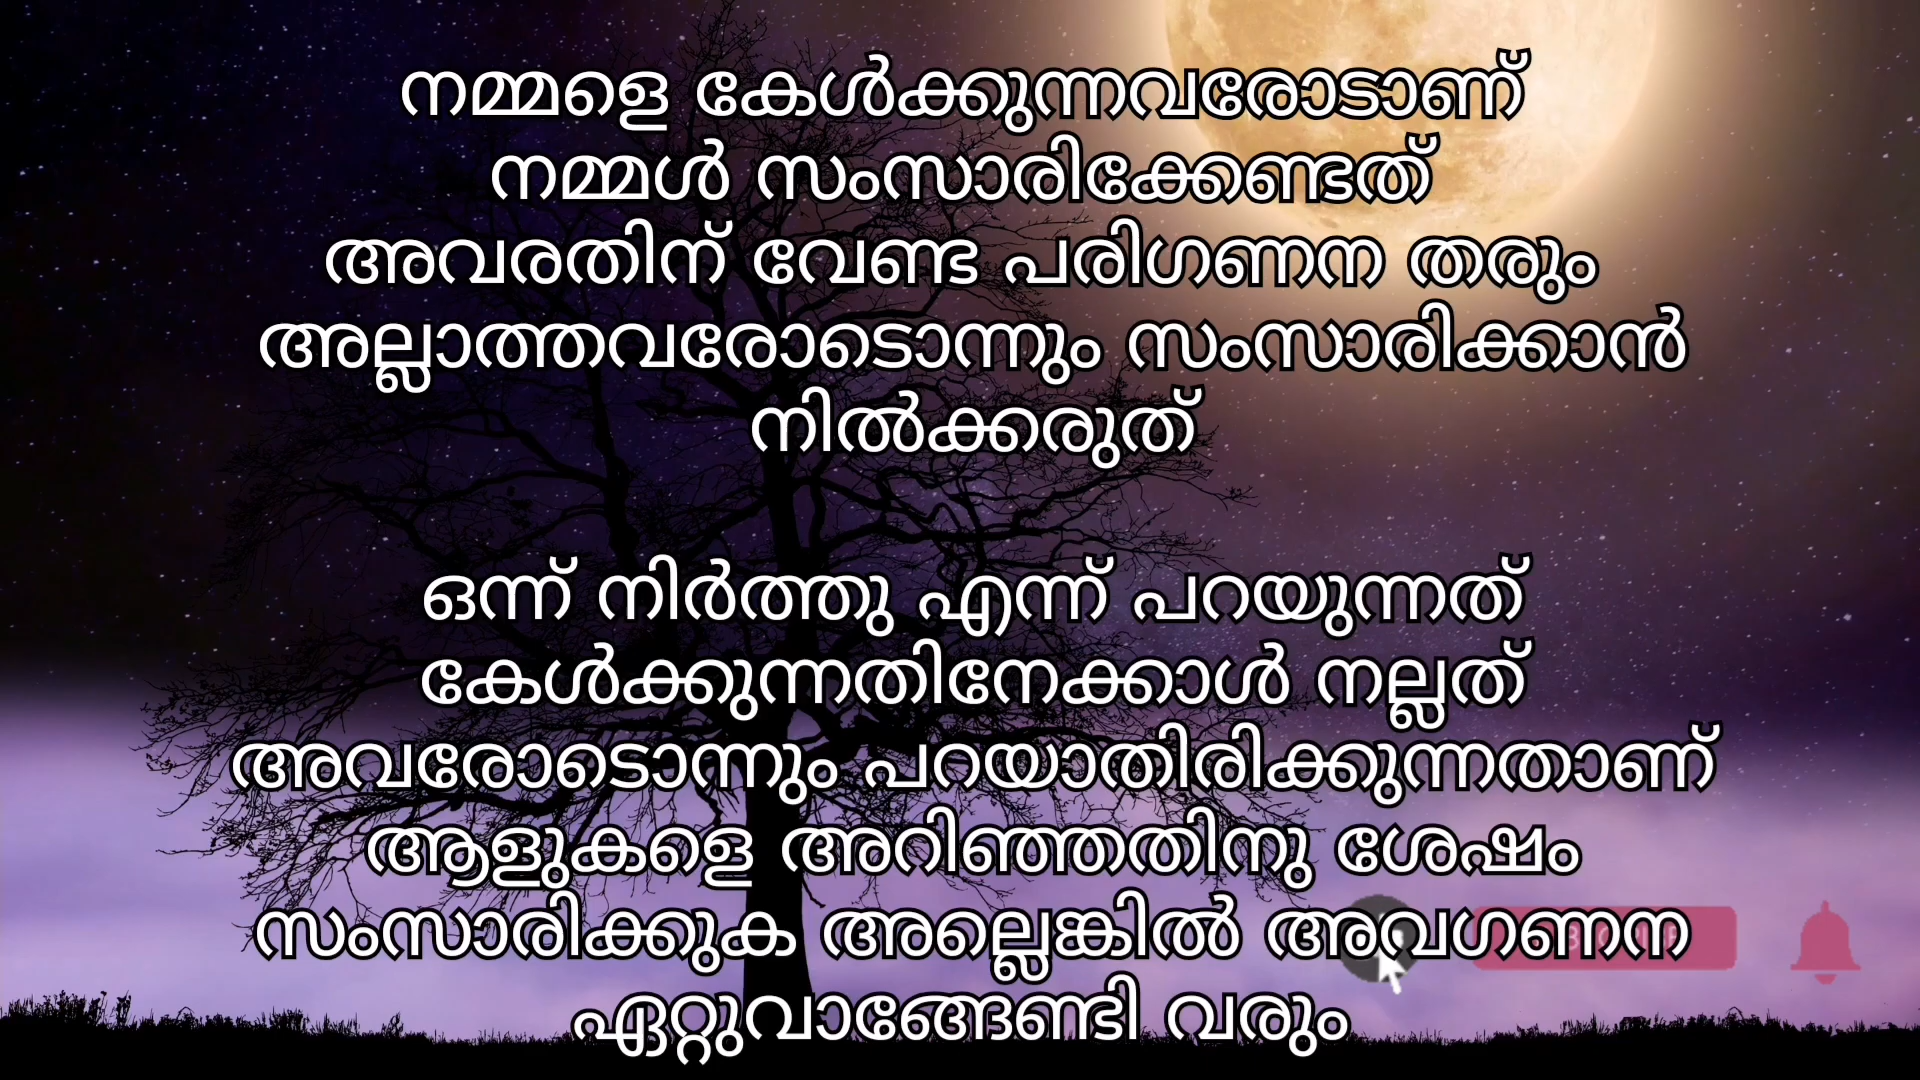 നമ്മളെ കേൾക്കുന്നവരോടാണ്
നമ്മൾ സംസാരിക്കേണ്ടത്
അവരതിന് വേണ്ട പരിഗണന തരും
അല്ലാത്തവരോടൊന്നും സംസാരിക്കാൻ
നിൽക്കരുത്
ഒന്ന് നിർത്തു എന്ന് പറയുന്നത്
കേൾക്കുന്നതിനേക്കാൾ നല്ലത്
അവരോടൊന്നും പറയാതിരിക്കുന്നതാണ്
ആളുകളെ അറിഞ്ഞതിനു ശേഷം
സംസാരിക്കുക അല്ലെങ്കിൽ അവഗണന
ഏറ്റുവാങ്ങേണ്ടി വരും